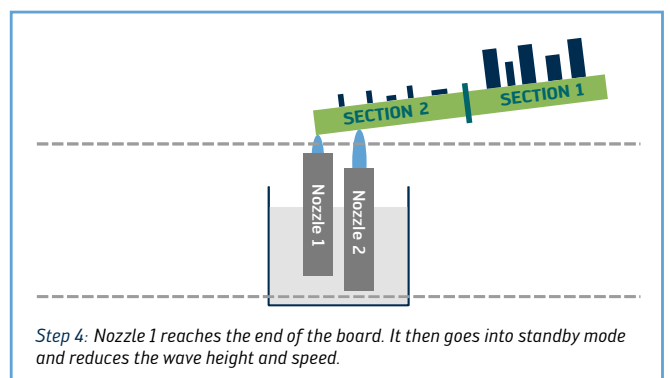 SECTION 1
SECTION 2
Nozzle 1
Nozzle 2
Step 4: Nozzle 1 reaches the end of the board. It then goes into standby mode
and reduces the wave height and speed.